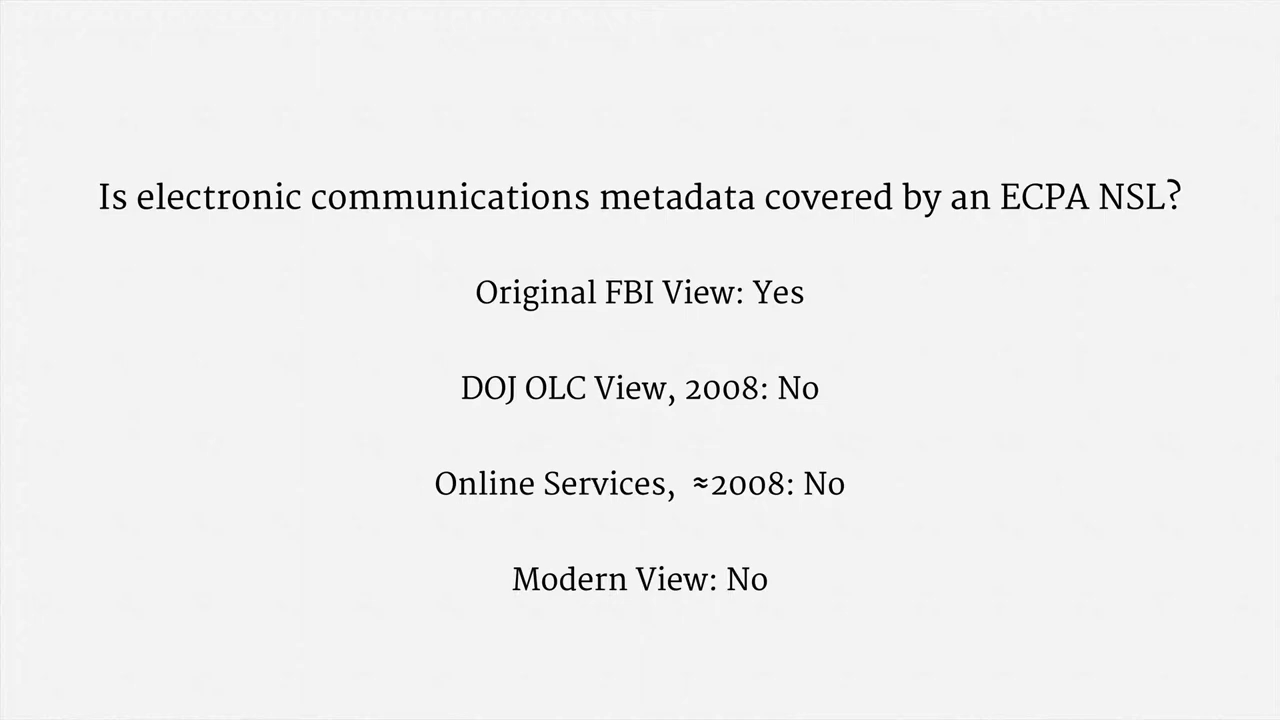 Is electronic communications metadata covered by an ECPA NSL?
Original FBI View: Yes
DOJ OLC View, 2008: No
Online Services, ≈2008: No
Modern View: No